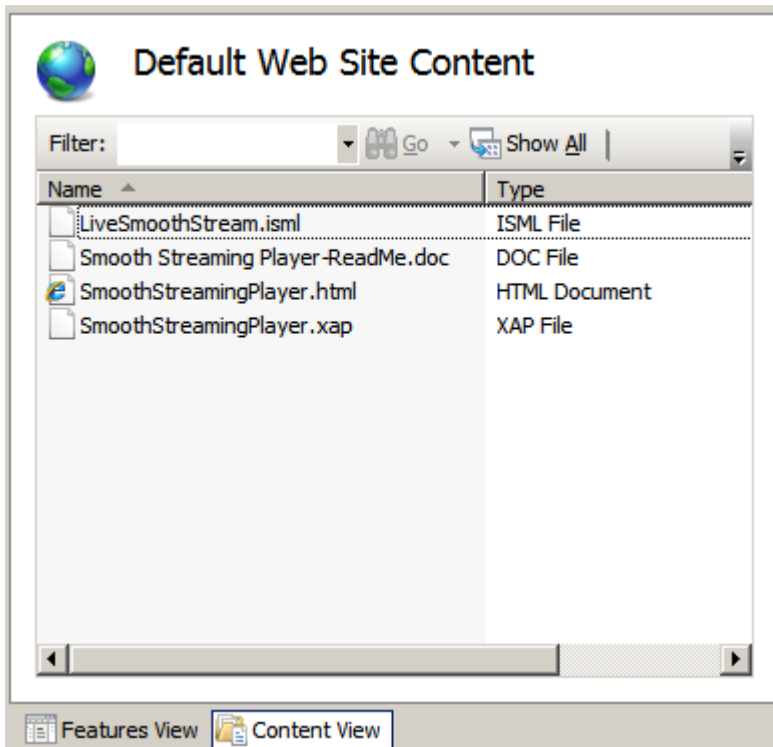 Default Web Site Content
Filter: Go Show All
Name Type
LiveSmoothStream.isml ISML File
Smooth Streaming Player-ReadMe.doc DOC File
SmoothStreamingPlayer.html HTML Document
SmoothStreamingPlayer.xap XAP File
Features View Content View